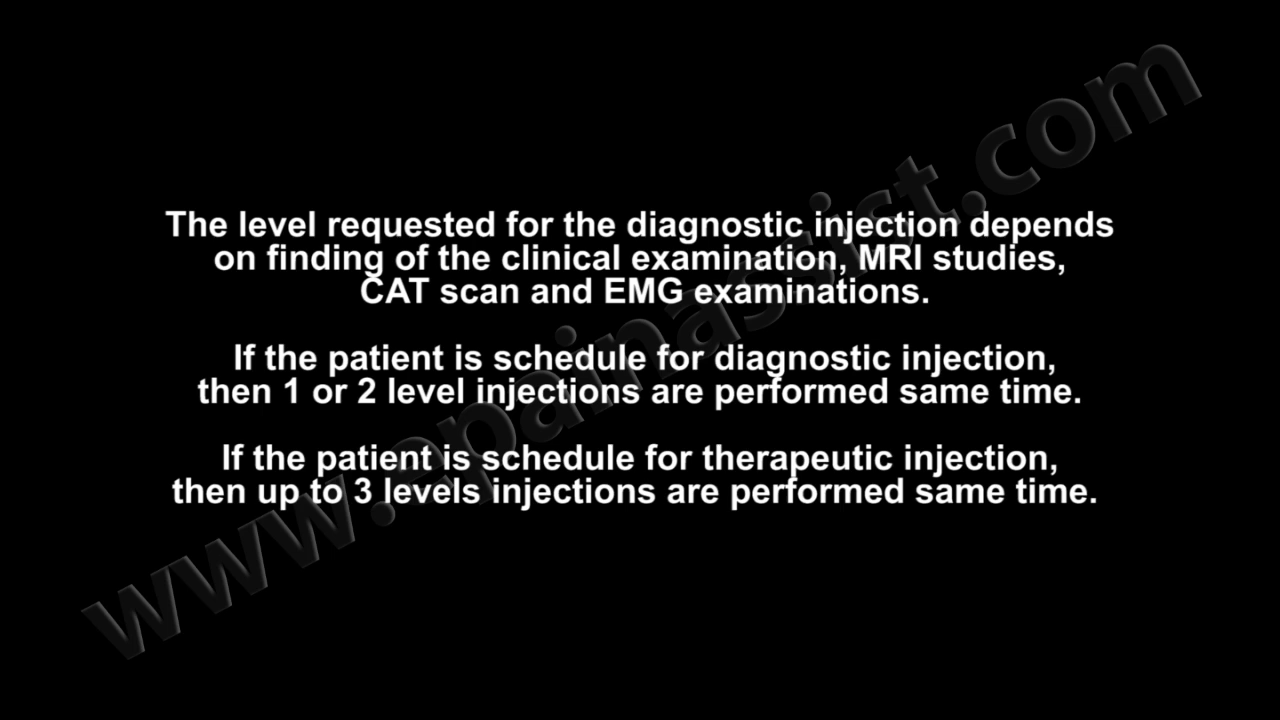 The level requested for the diagnostic injection depends
on finding of the clinical examination, MRI studies,
CAT scan and EMG examinations.
If the patient is schedule for diagnostic injection,
then 1 or 2 level injections are performed same time.
If the patient is schedule for therapeutic injection,
then up to 3 levels injections are performed same time.
www.epainassist.com